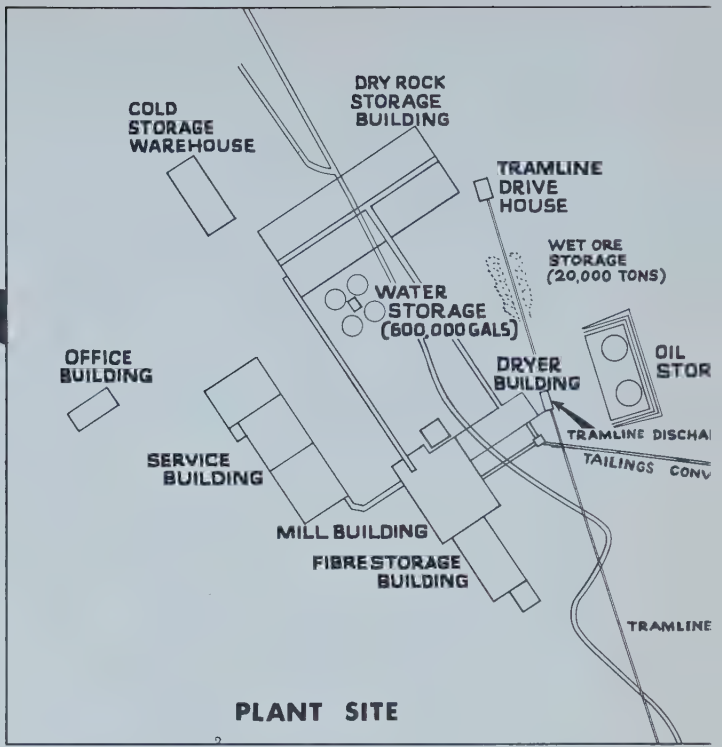 DRY ROCK
STORAGE
BUILDING
COLD
STORAGE
WAREHOUSE
TRAMLINE
DRIVE
HOUSE
WET ORE
STORAGE
(20,000 TONS)
WATER
STORAGE
(600,000 GALS)
OFFICE
BUILDING
DRYER
BUILDING
OIL
STOR
TRAMLINE DISCHA
TAILINGS CONV
SERVICE
BUILDING
MILL BUILDING
FIBRE STORAGE
BUILDING
TRAMLINE
PLANT SITE